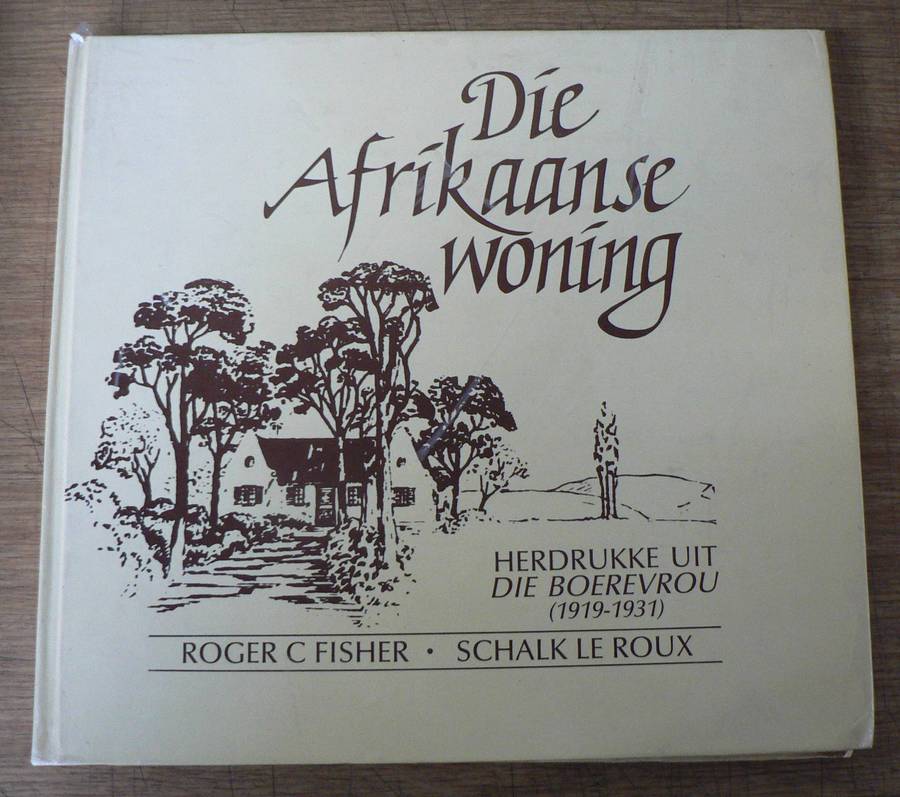 Die
Afrikaanse
woning
HERDRUKKE UIT
DIE BOEREVROU
(1919-1931)
ROGER C FISHER • SCHALK LE ROUX